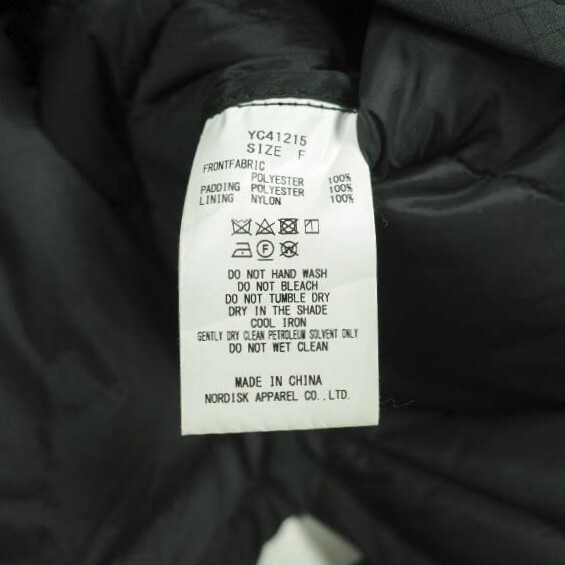 YC41215
SIZE F
FRONTFABRIC
POLYESTER 100%
PADDING POLYESTER 100%
LINING NYLON 100%
F W
DO NOT HAND WASH
DO NOT BLEACH
DO NOT TUMBLE DRY
DRY IN THE SHADE
COOL IRON
GENTLY DRY CLEAN PETROLEUM SOLVENT ONLY
DO NOT WET CLEAN
MADE IN CHINA
NORDISK APPAREL CO.,LTD.